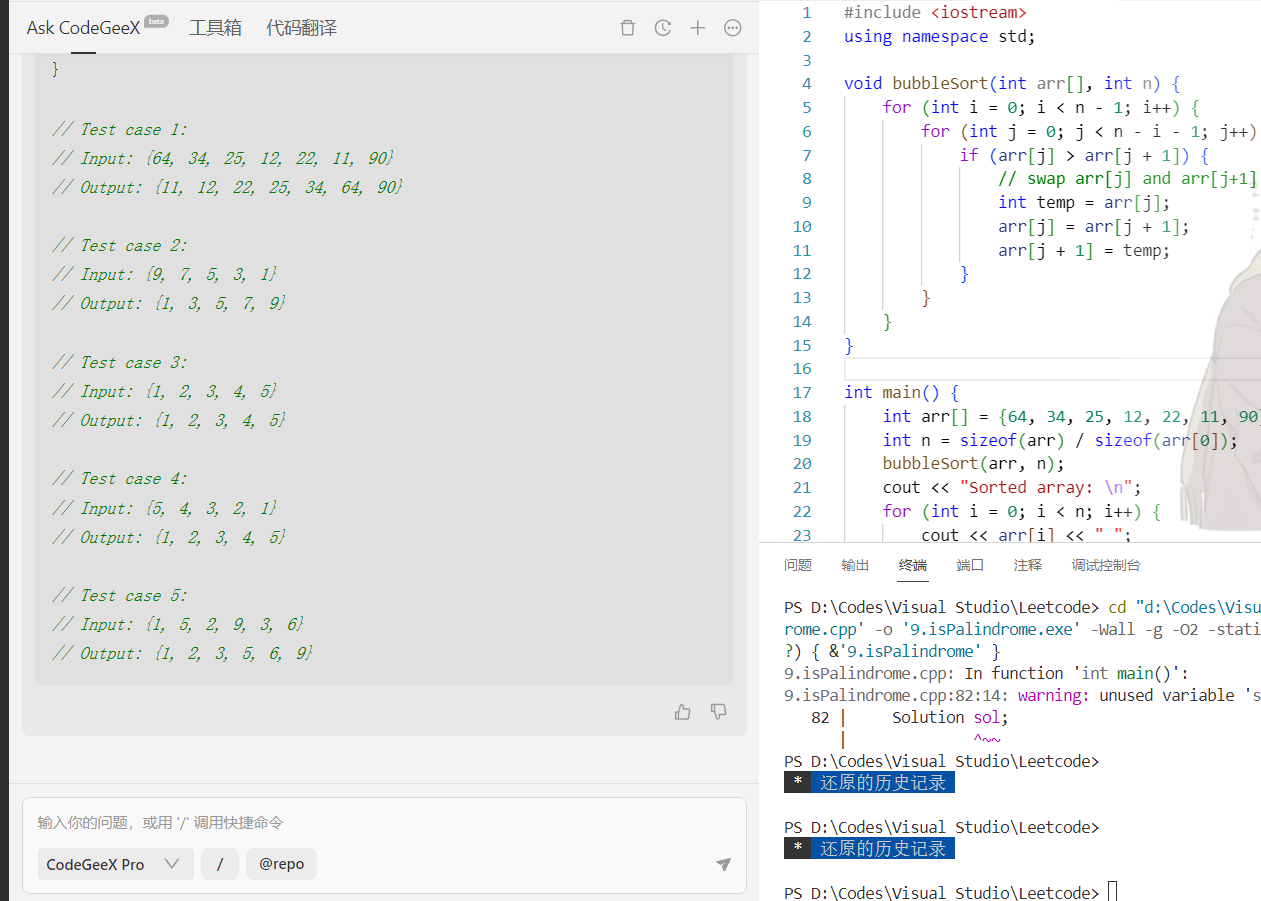 Ask CodeGeeX beta 工具箱 代码翻译
}
// Test case 1:
// Input: {64, 34, 25, 12, 22, 11, 90}
// Output: {11, 12, 22, 25, 34, 64, 90}
// Test case 2:
// Input: {9, 7, 5, 3, 1}
// Output: {1, 3, 5, 7, 9}
// Test case 3:
// Input: {1, 2, 3, 4, 5}
// Output: {1, 2, 3, 4, 5}
// Test case 4:
// Input: {5, 4, 3, 2, 1}
// Output: {1, 2, 3, 4, 5}
// Test case 5:
// Input: {1, 5, 2, 9, 3, 6}
// Output: {1, 2, 3, 5, 6, 9}
输入你的问题，或用 '/' 调用快捷命令
CodeGeeX Pro / @repo
1 #include <iostream>
2 using namespace std;
3
4 void bubbleSort(int arr[], int n) {
5 for (int i = 0; i < n - 1; i++) {
6 for (int j = 0; j < n - i - 1; j++)
7 if (arr[j] > arr[j + 1]) {
8 // swap arr[j] and arr[j+1]
9 int temp = arr[j];
10 arr[j] = arr[j + 1];
11 arr[j + 1] = temp;
12 }
13 }
14 }
15 }
16
17 int main() {
18 int arr[] = {64, 34, 25, 12, 22, 11, 90}
19 int n = sizeof(arr) / sizeof(arr[0]);
20 bubbleSort(arr, n);
21 cout << "Sorted array: \n";
22 for (int i = 0; i < n; i++) {
23 cout << arr[i] << " ";
问题 输出 终端 端口 注释 调试控制台
PS D:\Codes\Visual Studio\Leetcode> cd "d:\Codes\Visu
rome.cpp' -o '9.isPalindrome.exe' -Wall -g -O2 -stati
?) { &'9.isPalindrome' }
9.isPalindrome.cpp: In function 'int main()':
9.isPalindrome.cpp:82:14: warning: unused variable 's
82 | Solution sol;
| ^~~
PS D:\Codes\Visual Studio\Leetcode>
* 还原的历史记录
PS D:\Codes\Visual Studio\Leetcode>
* 还原的历史记录
PS D:\Codes\Visual Studio\Leetcode>